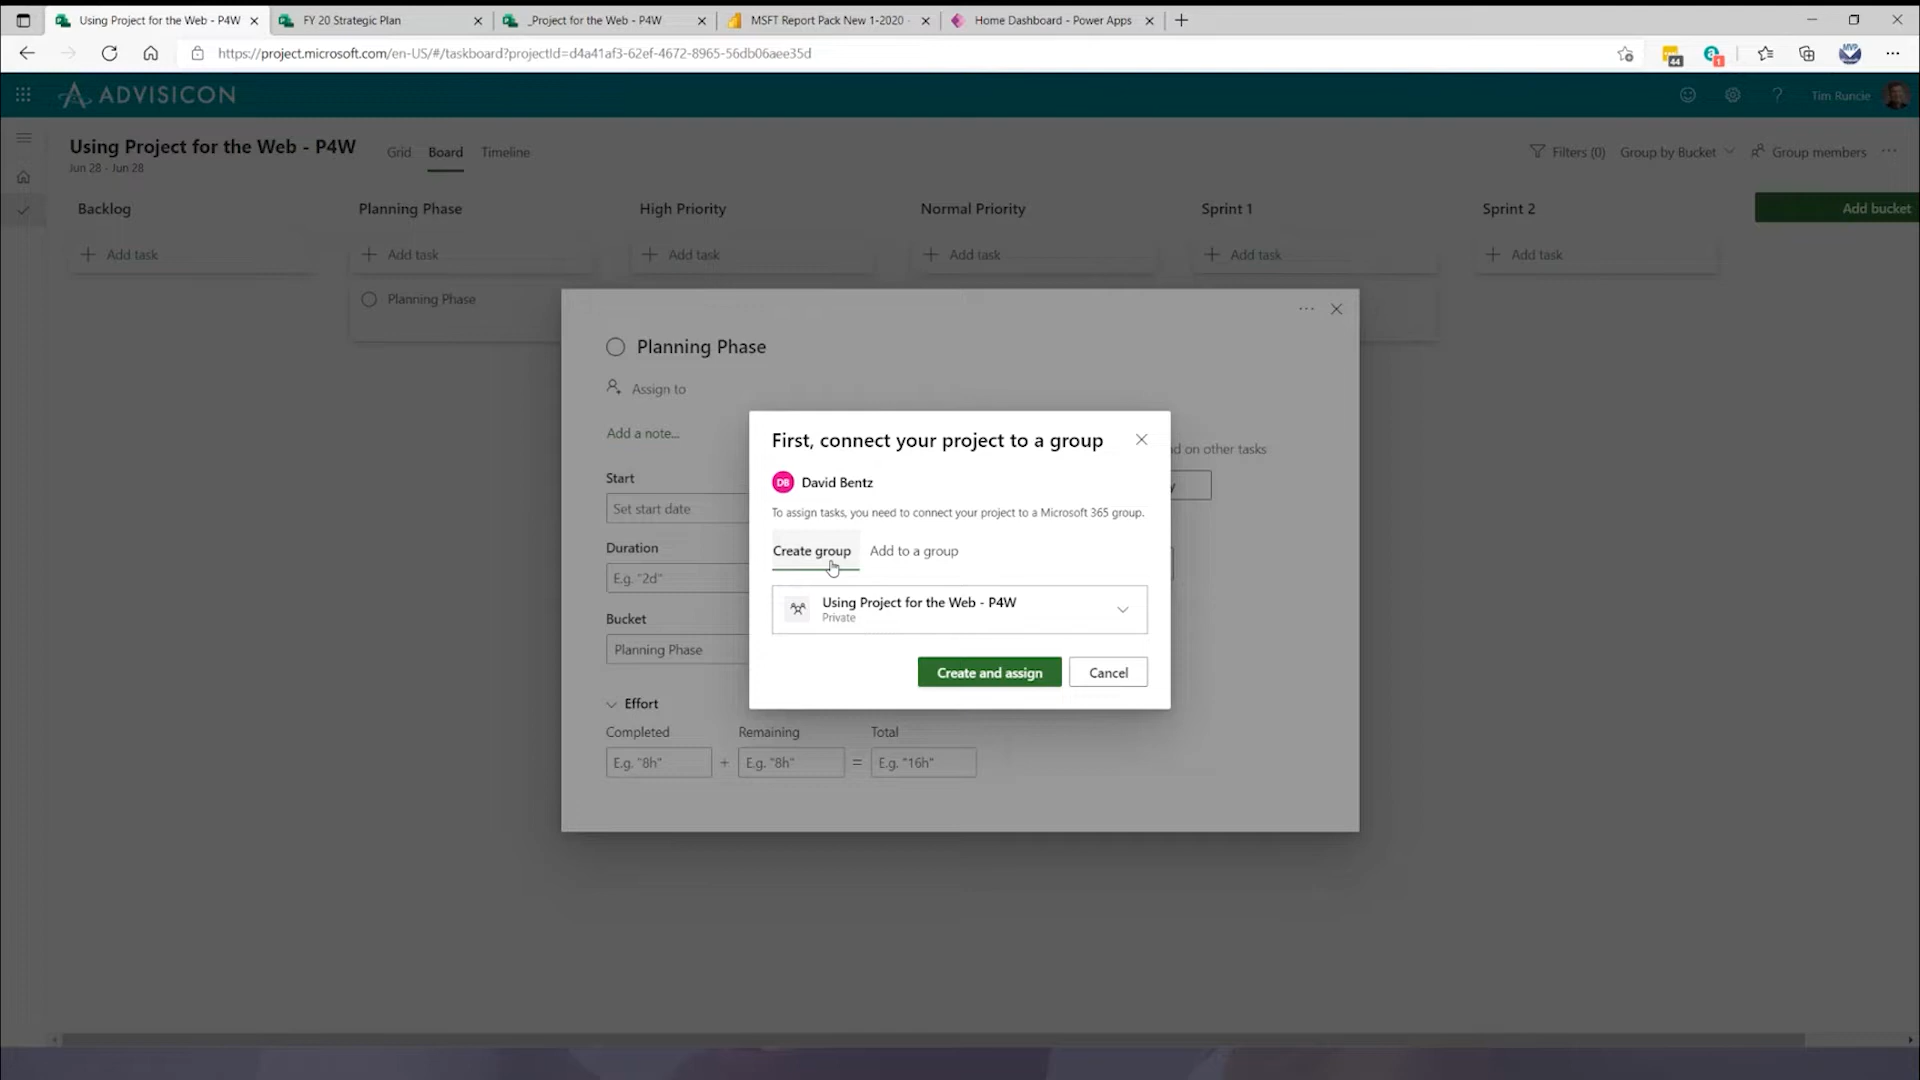 Using Project for the Web - P4W
FY 20 Strategic Plan
_Project for the Web - P4W
MSFT Report Pack New 1-2020
Home Dashboard - Power Apps
https://project.microsoft.com/en-US/#/taskboard?projectId=d4a41af3-62ef-4672-8965-56db06aee35d
44
1
MVP
ADVISICON
?
Tim Runcie
Using Project for the Web - P4W
Jun 28 - Jun 28
Grid
Board
Timeline
Filters (0)
Group by Bucket
Group members
Backlog
Planning Phase
High Priority
Normal Priority
Sprint 1
Sprint 2
Add bucket
Add task
Add task
Add task
Add task
Add task
Add task
Planning Phase
Planning Phase
Assign to
Add a note...
Start
Set start date
Duration
E.g. "2d"
Bucket
Planning Phase
Effort
Completed
Remaining
Total
E.g. "8h"
+
E.g. "8h"
=
E.g. "16h"
d on other tasks
y
First, connect your project to a group
DB
David Bentz
To assign tasks, you need to connect your project to a Microsoft 365 group.
Create group
Add to a group
Using Project for the Web - P4W
Private
Create and assign
Cancel